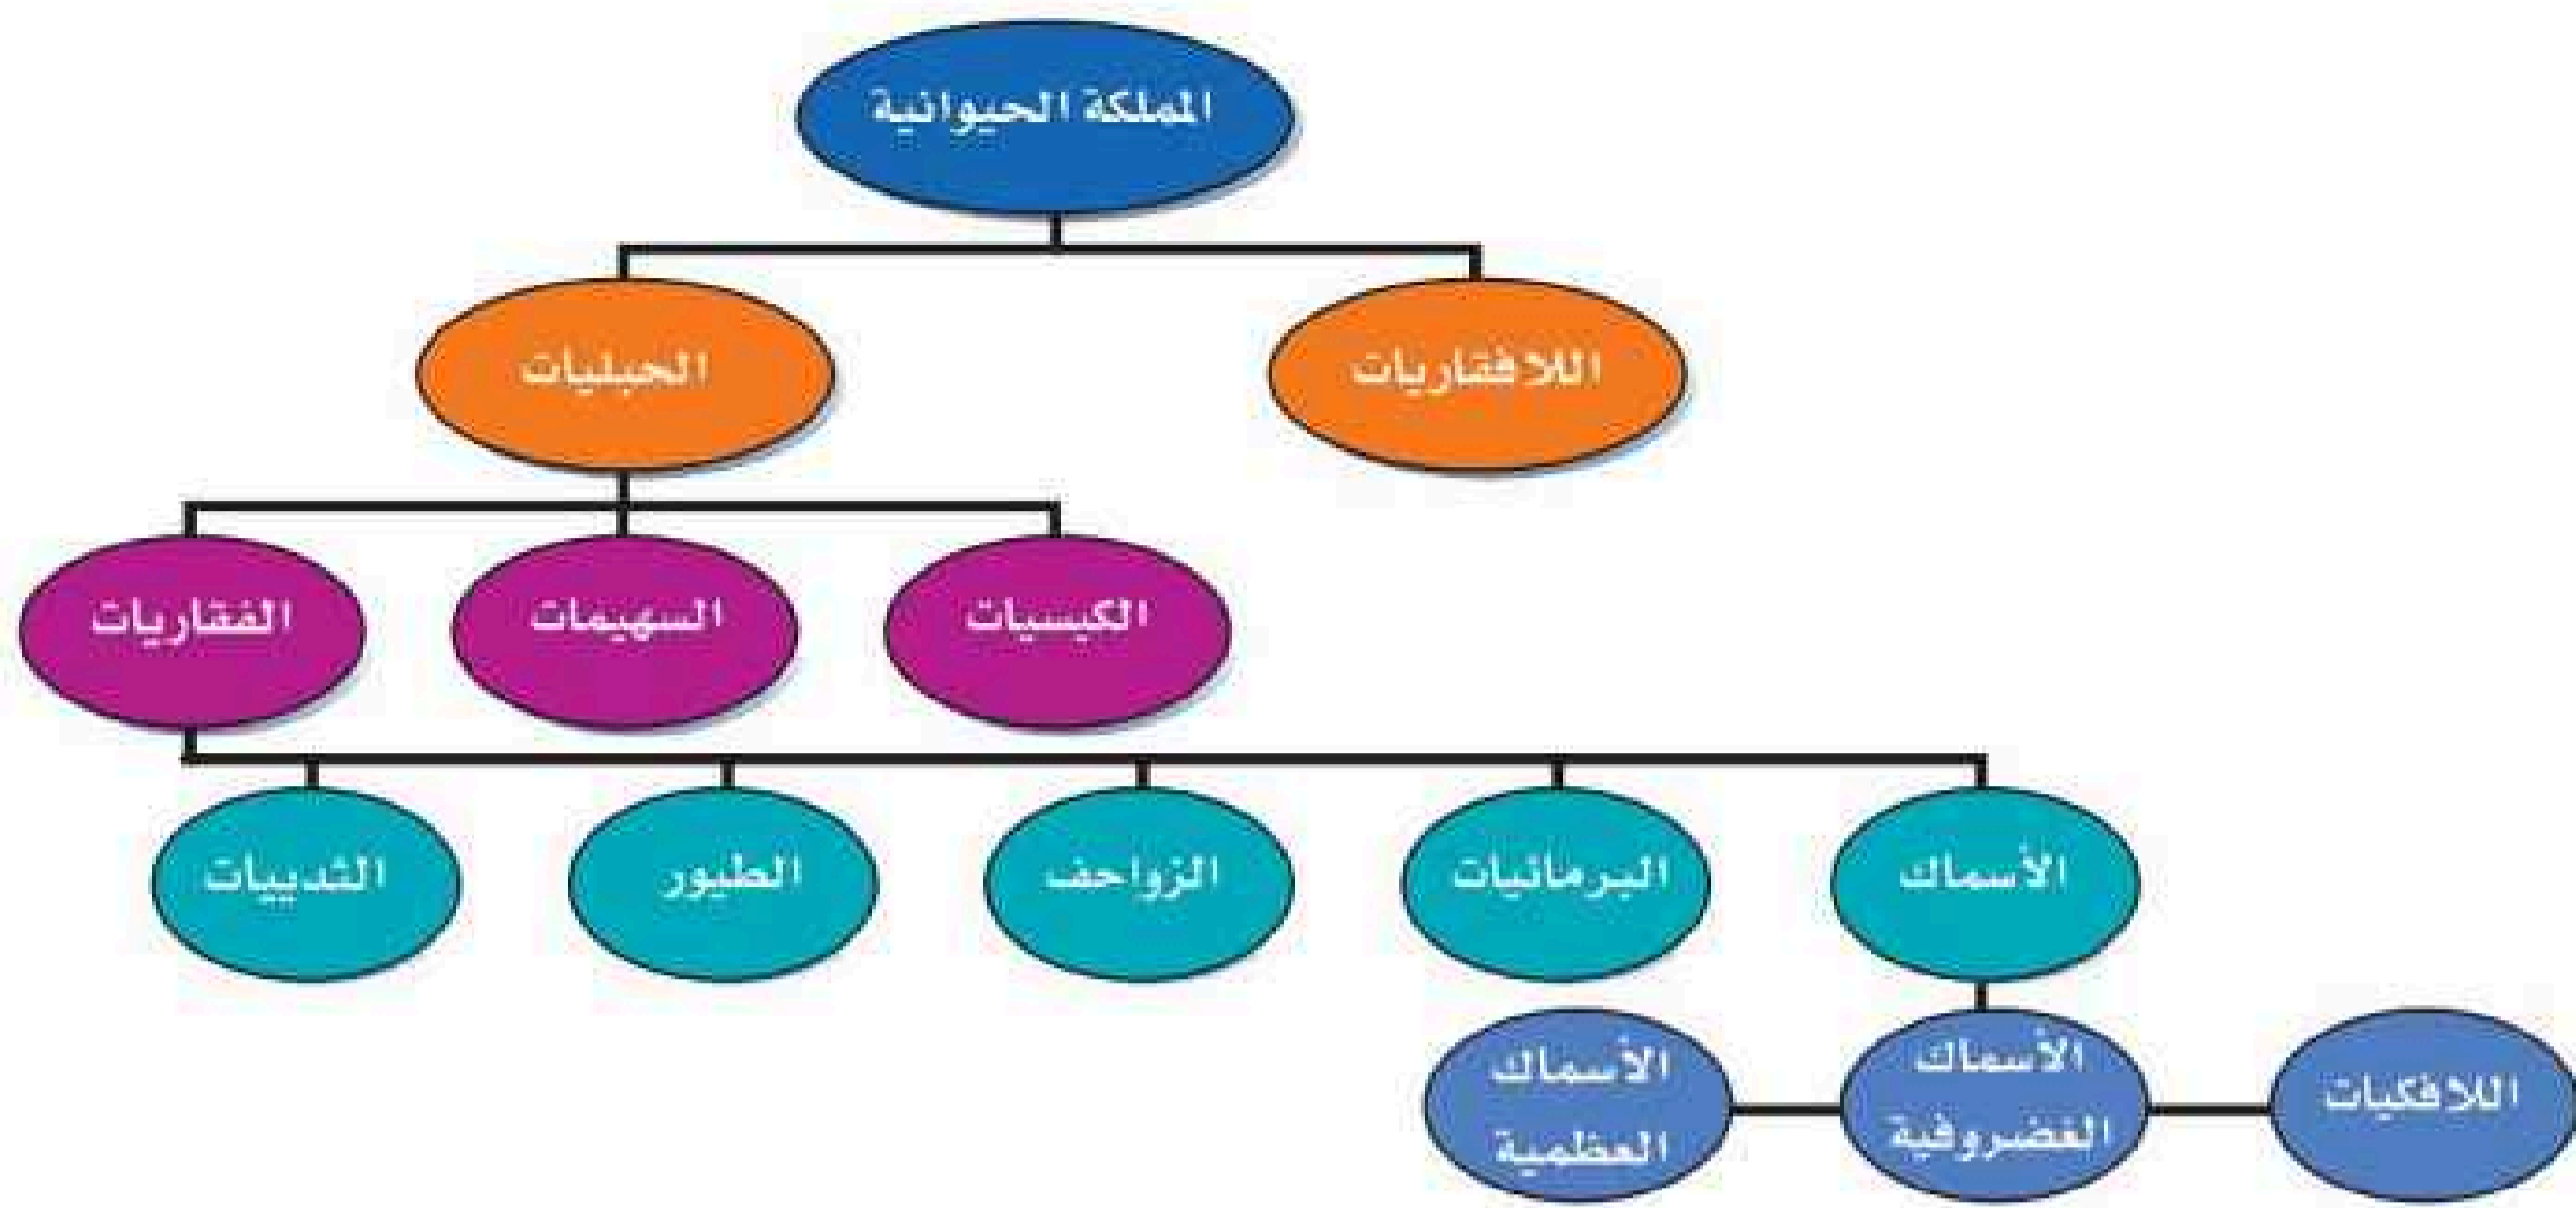 المملكة الحيوانية
اللافقاريات
الحبليات
الكيسيات
السهيمات
الفقاريات
الأسماك
البرمائيات
الزواحف
الطيور
الثدييات
اللافكيات
الأسماك
الغضروفية
الأسماك
العظمية